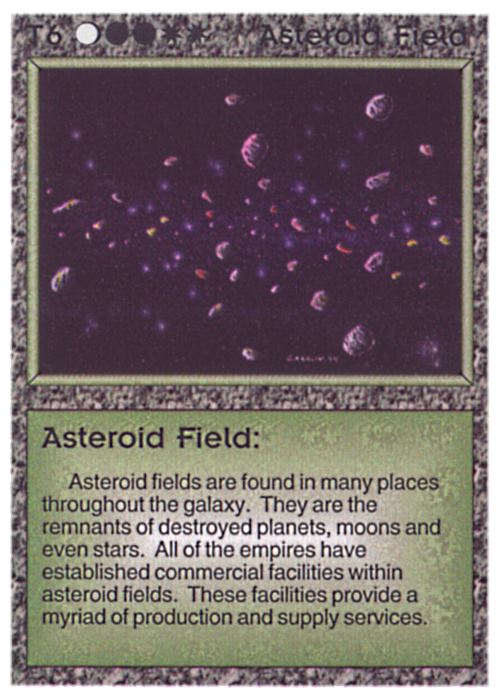 T6 Asteroid Field
Asteroid Field:
Asteroid fields are found in many places
throughout the galaxy. They are the
remnants of destroyed planets, moons and
even stars. All of the empires have
established commercial facilities within
asteroid fields. These facilities provide a
myriad of production and supply services.